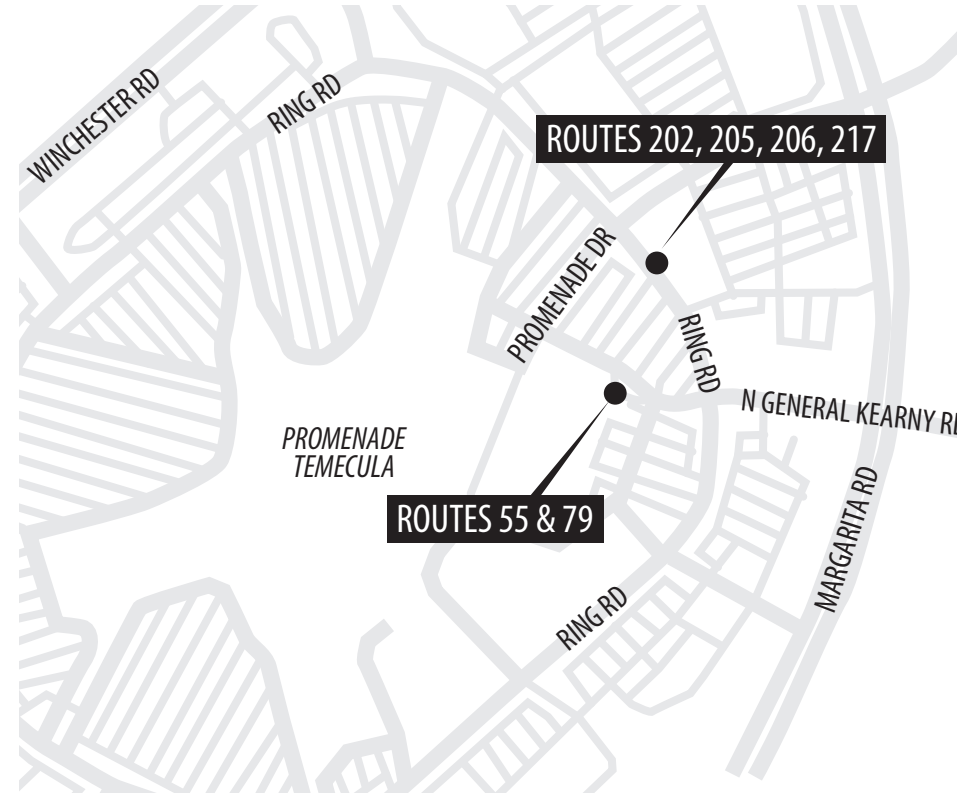 WINCHESTER RD
RING RD
ROUTES 202, 205, 206, 217
PROMENADE DR
RING RD
N GENERAL KEARNY RD
PROMENADE
TEMECULA
ROUTES 55 & 79
MARGARITA RD
RING RD